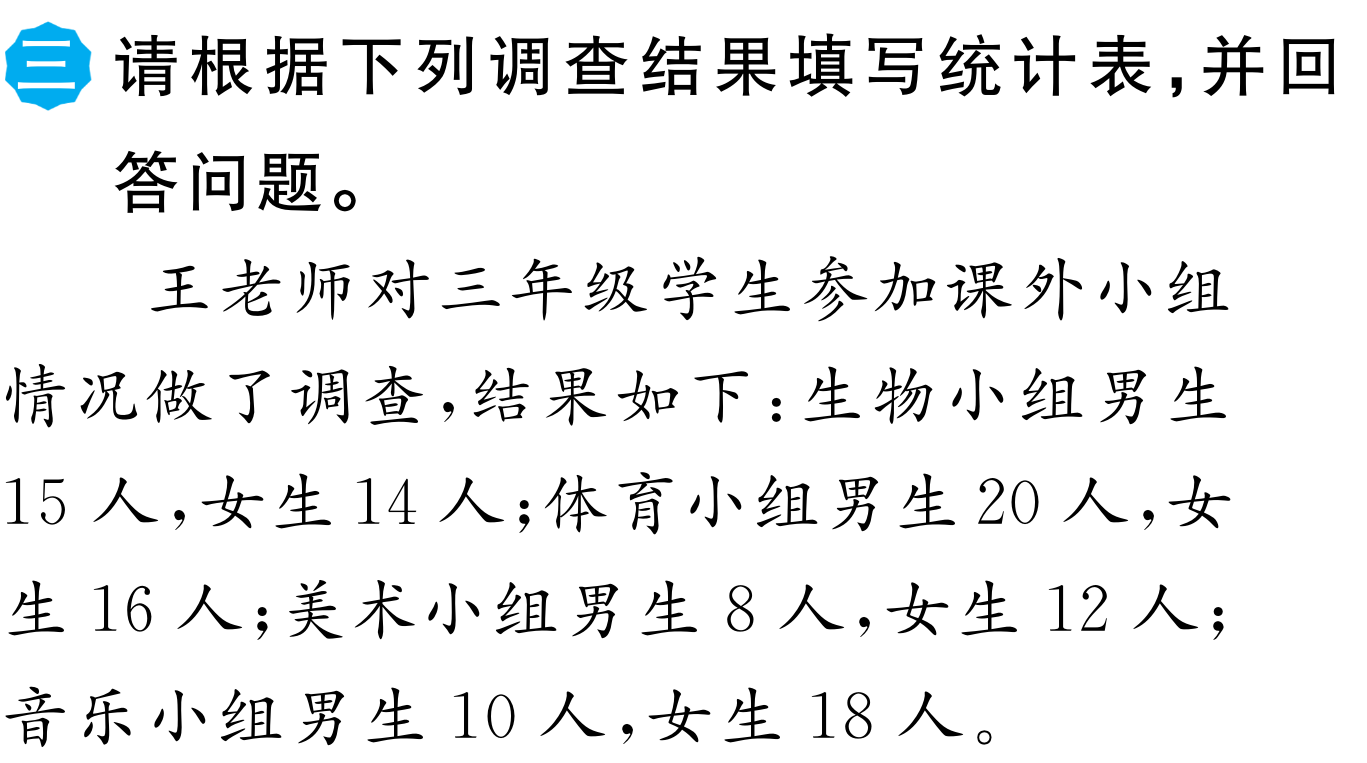 三 请根据下列调查结果填写统计表,并回
答问题。
王老师对三年级学生参加课外小组
情况做了调查,结果如下:生物小组男生
15 人,女生 14 人;体育小组男生 20 人,女
生 16 人;美术小组男生 8 人,女生 12 人;
音乐小组男生 10 人,女生 18 人。